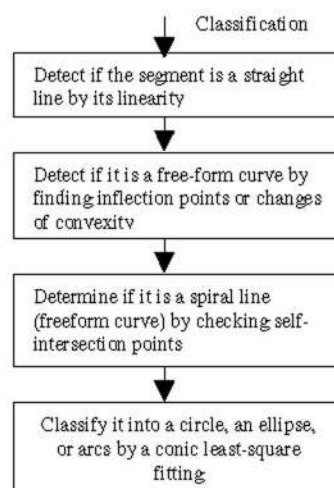 Classification
Detect if the segment is a straight
line by its linearity
Detect if it is a free-form curve by
finding inflection points or changes
of convexity
Determine if it is a spiral line
(freeform curve) by checking self-
intersection points
Classify it into a circle, an ellipse,
or arcs by a conic least-square
fitting